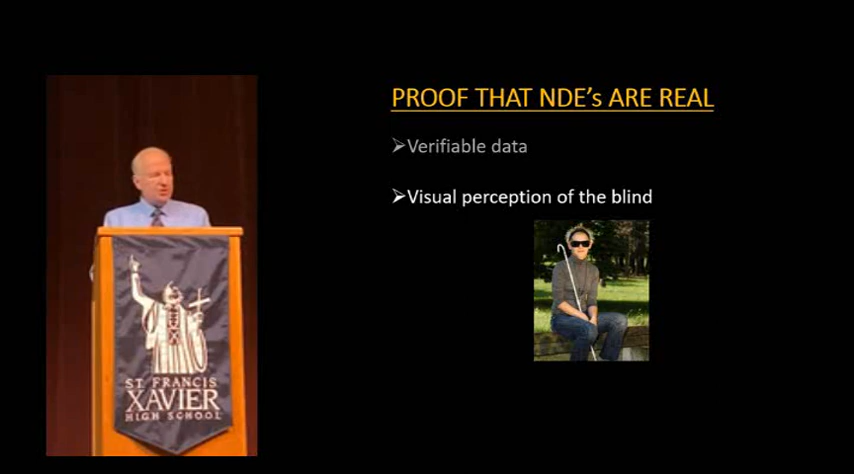 PROOF THAT NDE's ARE REAL
Verifiable data
Visual perception of the blind
ST. FRANCIS
XAVIER
HIGH SCHOOL